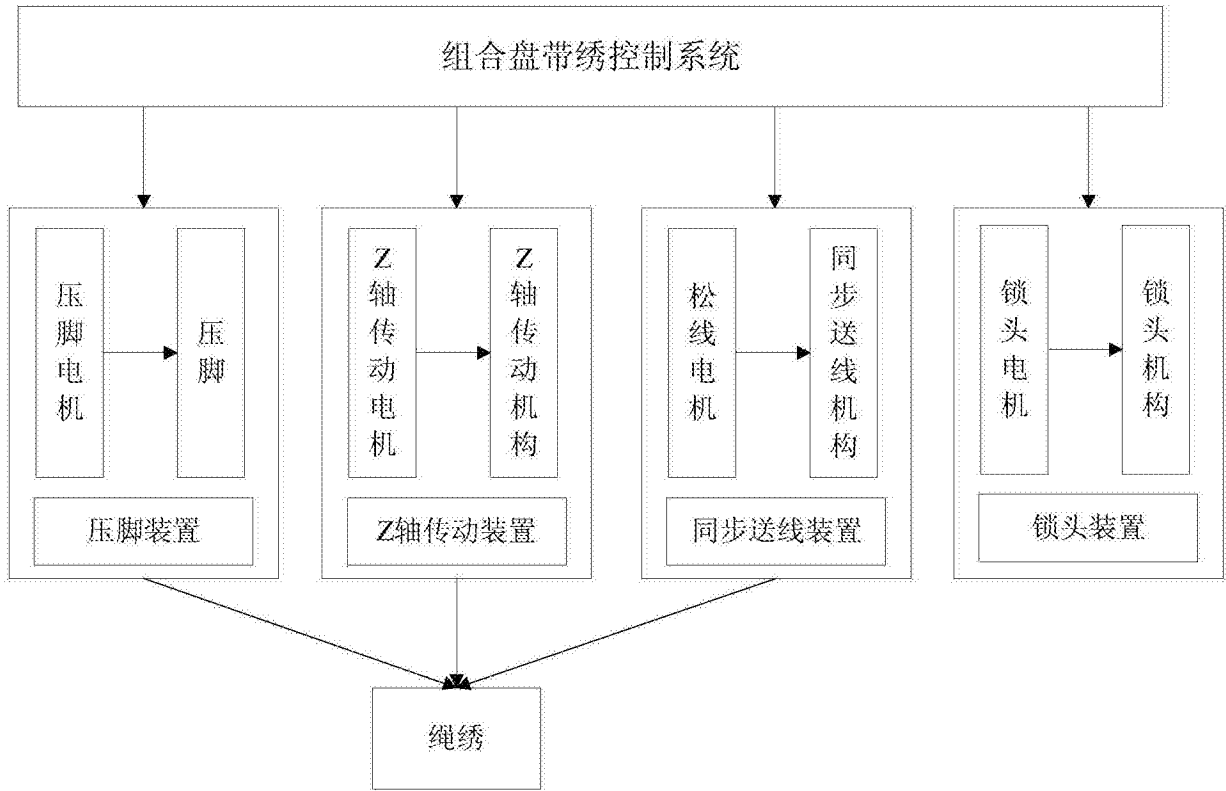 组合盘带绣控制系统
压脚电机
压脚
压脚装置
Z轴传动电机
Z轴传动机构
Z轴传动装置
松线电机
同步送线机构
同步送线装置
锁头电机
锁头机构
锁头装置
绳绣